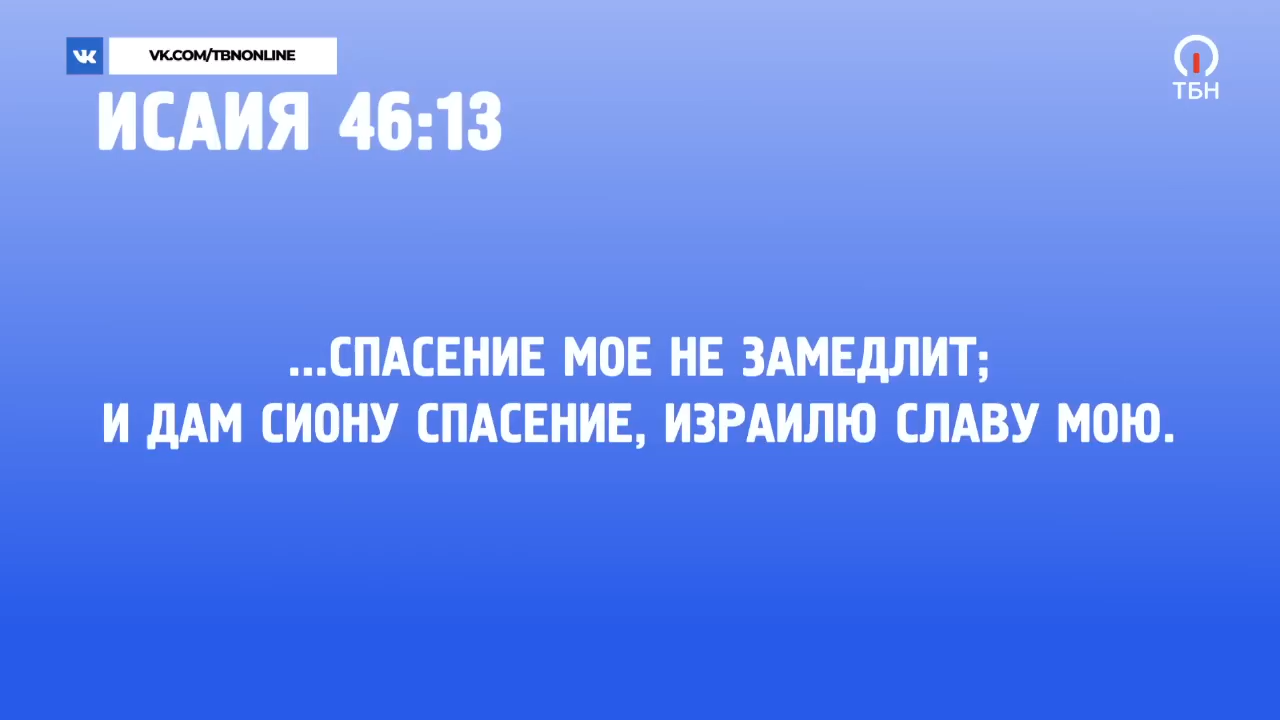 VK.COM/TBNONLINE
ТБН
ИСАИЯ 46:13
...СПАСЕНИЕ МОЕ НЕ ЗАМЕДЛИТ;
И ДАМ СИОНУ СПАСЕНИЕ, ИЗРАИЛЮ СЛАВУ МОЮ.